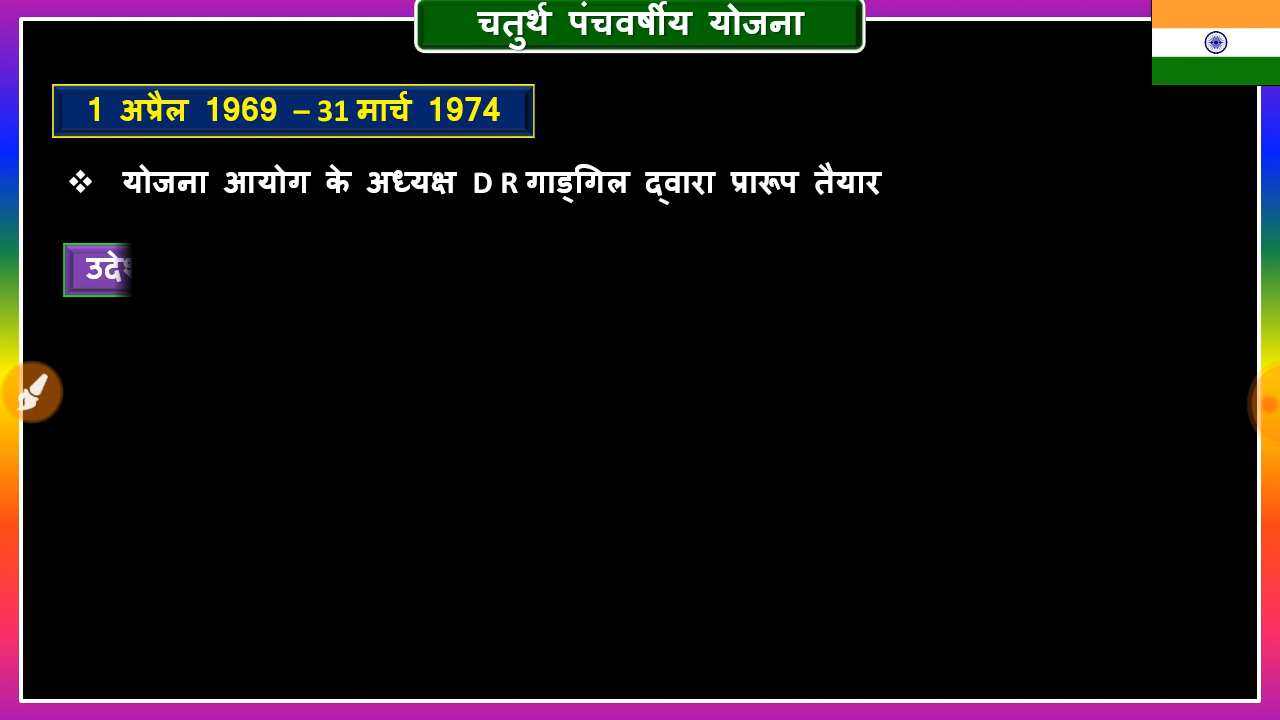 चतुर्थ पंचवर्षीय योजना
1 अप्रैल 1969 – 31 मार्च 1974
❖ योजना आयोग के अध्यक्ष D R गाड्गिल द्वारा प्रारूप तैयार